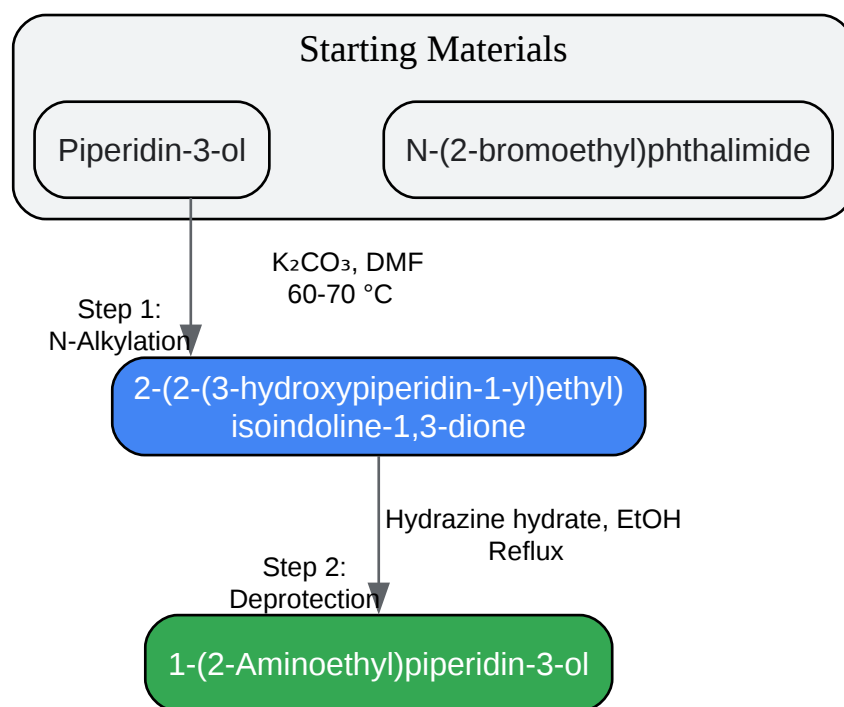 Starting Materials
Piperidin-3-ol
N-(2-bromoethyl)phthalimide
K₂CO₃, DMF
60-70 °C
Step 1:
N-Alkylation
2-(2-(3-hydroxypiperidin-1-yl)ethyl)
isoindoline-1,3-dione
Hydrazine hydrate, EtOH
Reflux
Step 2:
Deprotection
1-(2-Aminoethyl)piperidin-3-ol